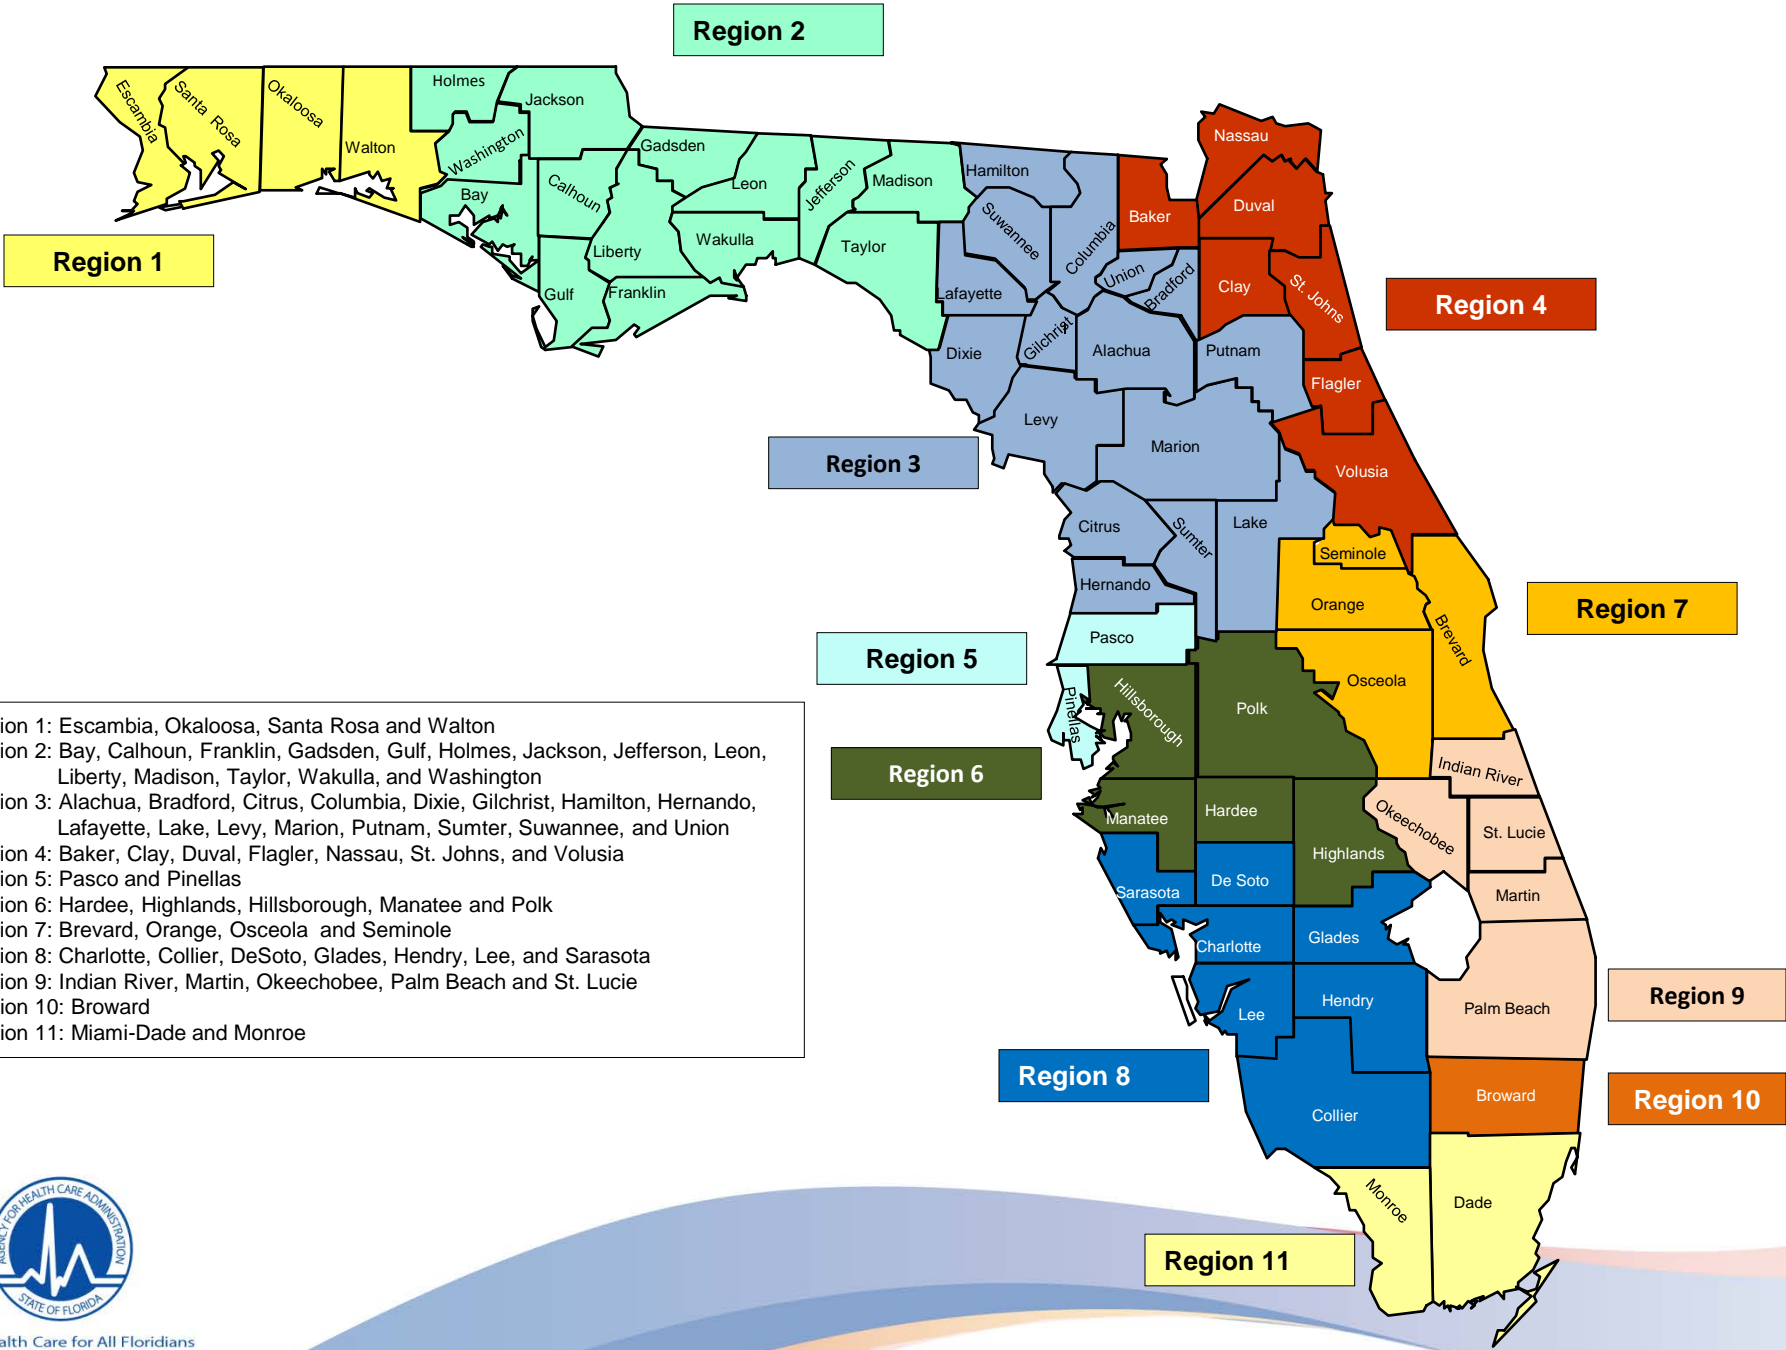 Region 2
Holmes
Jackson
Escambia
Santa Rosa
Okaloosa
Walton
Washington
Bay
Calhoun
Gadsden
Leon
Liberty
Gulf
Franklin
Wakulla
Jefferson
Madison
Taylor
Region 1
Hamilton
Suwannee
Columbia
Lafayette
Baker
Nassau
Duval
Union
Bradford
Clay
St. Johns
Region 4
Dixie
Gilchrist
Alachua
Putnam
Flagler
Levy
Marion
Volusia
Region 3
Citrus
Sumter
Lake
Seminole
Hernando
Orange
Brevard
Region 7
Pasco
Region 5
Pinellas
Hillsborough
Polk
Osceola
Region 6
Indian River
Manatee
Hardee
Highlands
Okeechobee
St. Lucie
Sarasota
De Soto
Martin
Charlotte
Glades
Lee
Hendry
Palm Beach
Region 9
Region 8
Collier
Broward
Region 10
Monroe
Dade
Region 11
ion 1: Escambia, Okaloosa, Santa Rosa and Walton
ion 2: Bay, Calhoun, Franklin, Gadsden, Gulf, Holmes, Jackson, Jefferson, Leon,
Liberty, Madison, Taylor, Wakulla, and Washington
ion 3: Alachua, Bradford, Citrus, Columbia, Dixie, Gilchrist, Hamilton, Hernando,
Lafayette, Lake, Levy, Marion, Putnam, Sumter, Suwannee, and Union
ion 4: Baker, Clay, Duval, Flagler, Nassau, St. Johns, and Volusia
ion 5: Pasco and Pinellas
ion 6: Hardee, Highlands, Hillsborough, Manatee and Polk
ion 7: Brevard, Orange, Osceola and Seminole
ion 8: Charlotte, Collier, DeSoto, Glades, Hendry, Lee, and Sarasota
ion 9: Indian River, Martin, Okeechobee, Palm Beach and St. Lucie
ion 10: Broward
ion 11: Miami-Dade and Monroe
AGENCY FOR HEALTH CARE ADMINISTRATION
STATE OF FLORIDA
alth Care for All Floridians